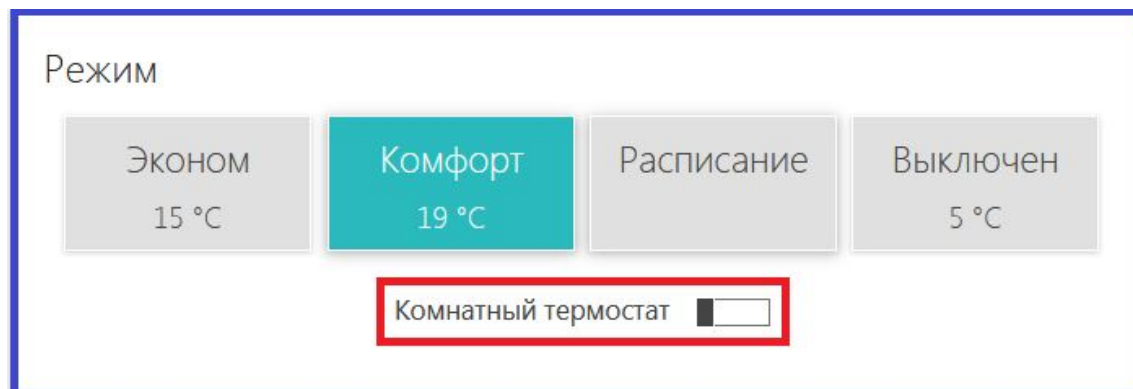 Режим
Эконом
15 °C
Комфорт
19 °C
Расписание
Выключен
5 °C
Комнатный термостат